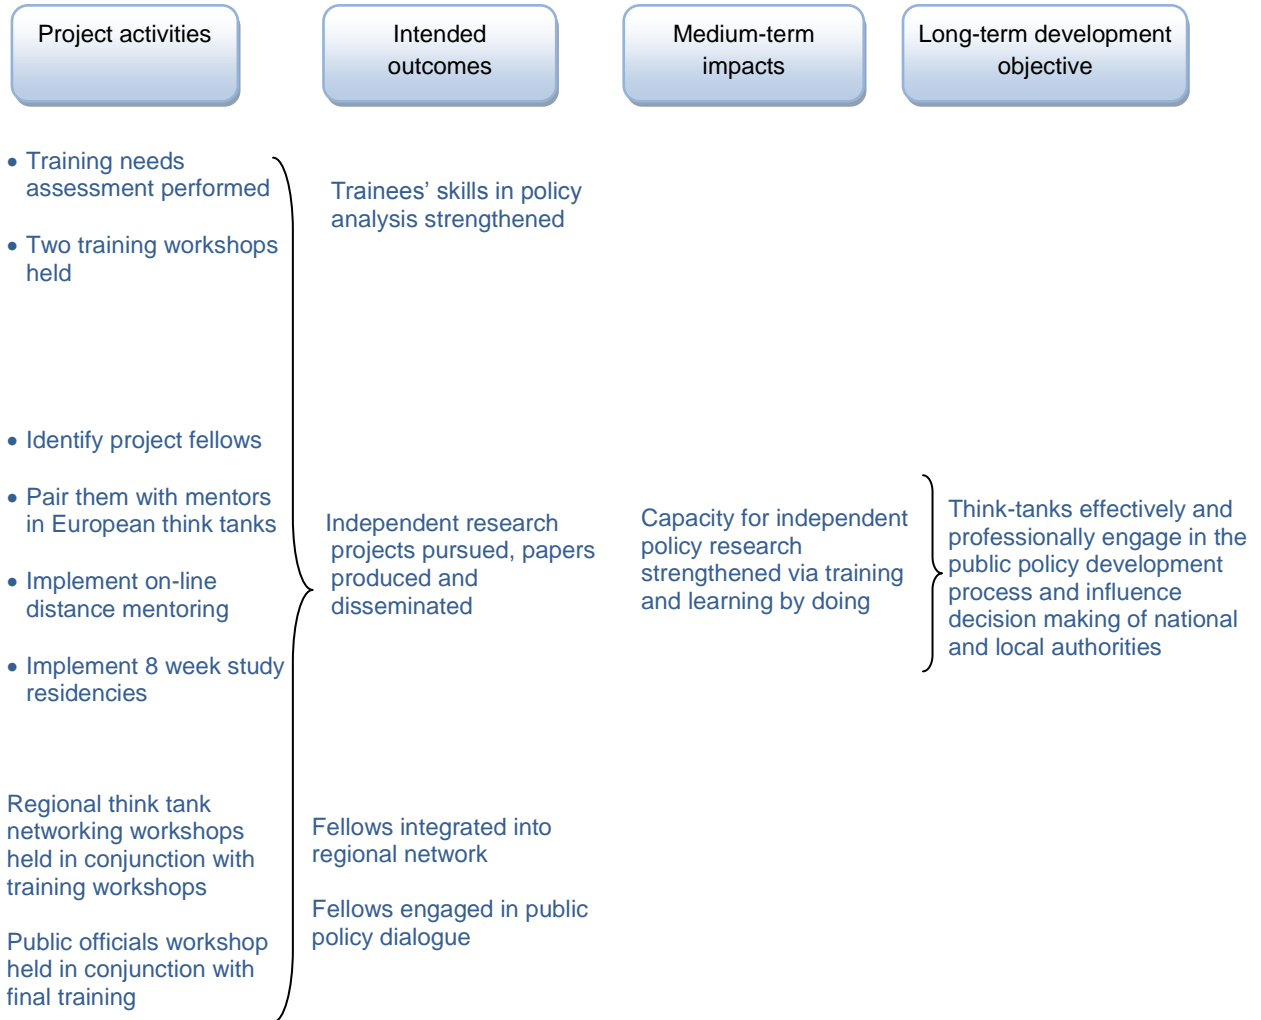 Project activities
Intended
outcomes
Medium-term
impacts
Long-term development
objective
• Training needs
assessment performed
• Two training workshops
held
• Identify project fellows
• Pair them with mentors
in European think tanks
• Implement on-line
distance mentoring
• Implement 8 week study
residencies
Regional think tank
networking workshops
held in conjunction with
training workshops
Public officials workshop
held in conjunction with
final training
Trainees’ skills in policy
analysis strengthened
Independent research
projects pursued, papers
produced and
disseminated
Fellows integrated into
regional network
Fellows engaged in public
policy dialogue
Capacity for independent
policy research
strengthened via training
and learning by doing
Think-tanks effectively and
professionally engage in the
public policy development
process and influence
decision making of national
and local authorities